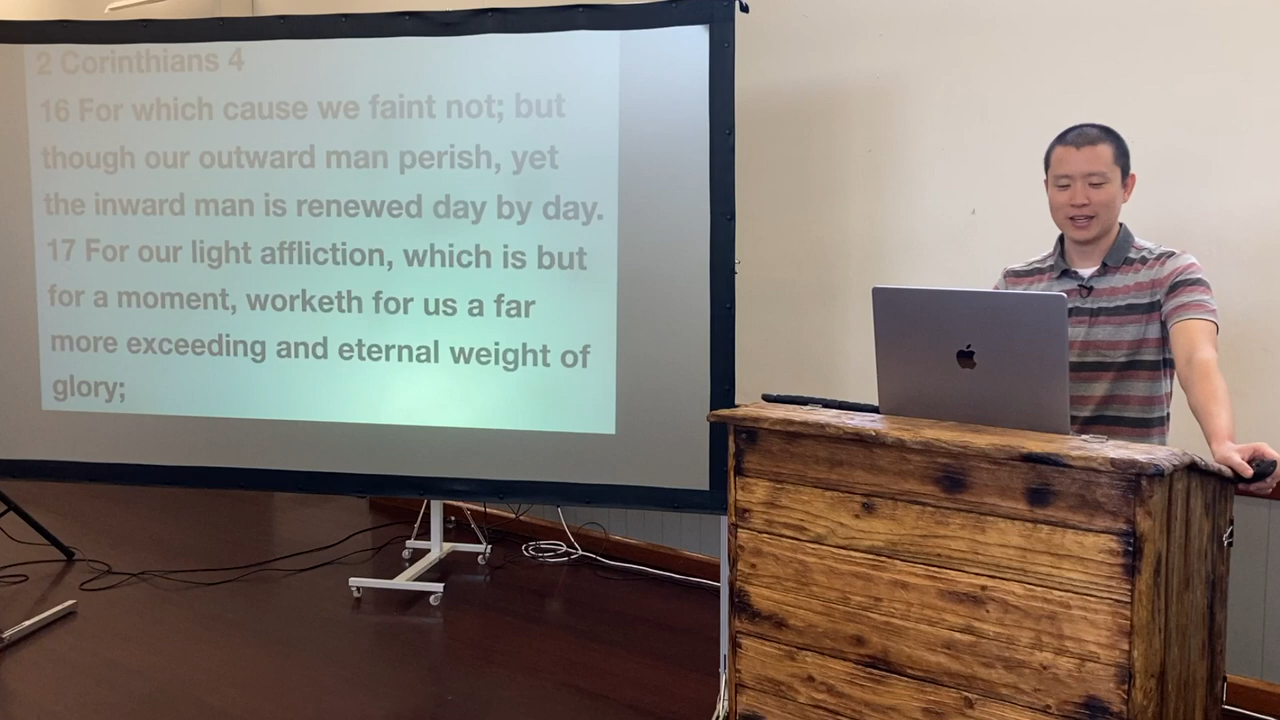 2 Corinthians 4
16 For which cause we faint not; but
though our outward man perish, yet
the inward man is renewed day by day.
17 For our light affliction, which is but
for a moment, worketh for us a far
more exceeding and eternal weight of
glory;